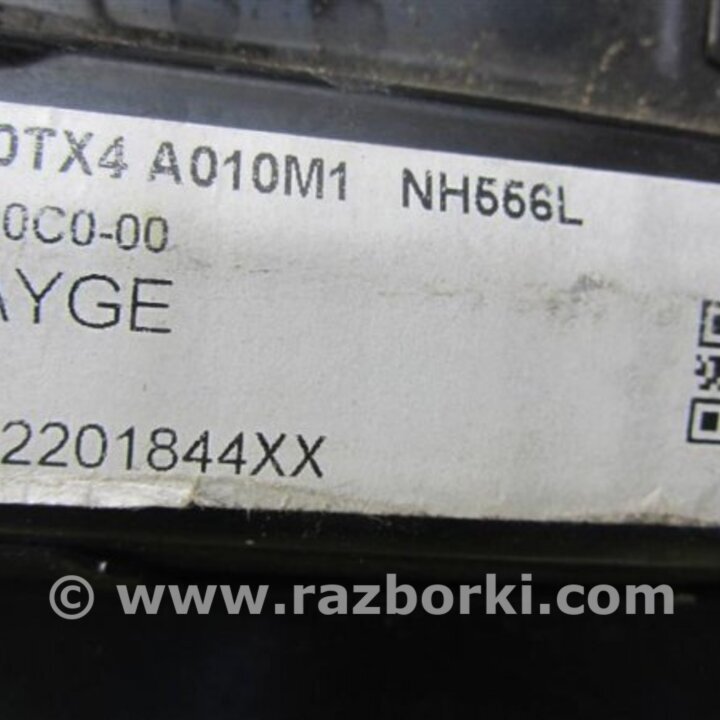 0TX4 A010M1 NH556L
0C0-00
AYGE
2201844XX
© www.razborki.com